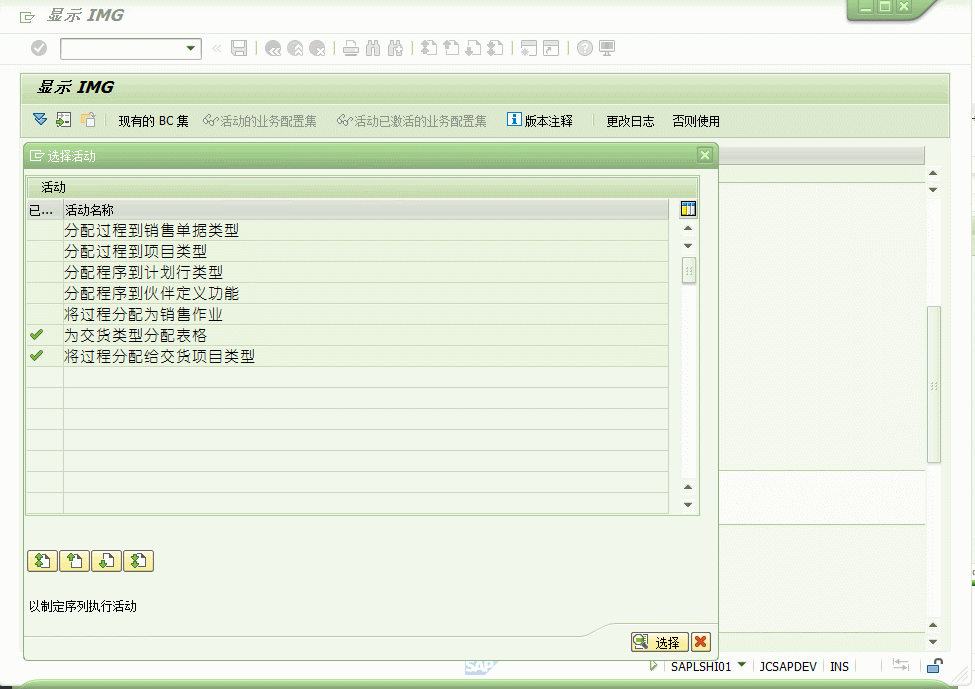 显示 IMG
显示 IMG
现有的 BC 集 活动的业务配置集 活动已激活的业务配置集 版本注释 更改日志 否则使用
选择活动
活动
已... 活动名称
分配过程到销售单据类型
分配过程到项目类型
分配程序到计划行类型
分配程序到伙伴定义功能
将过程分配为销售作业
为交货类型分配表格
将过程分配给交货项目类型
以制定序列执行活动
选择
SAP SAPLSHI01 JCSAPDEV INS